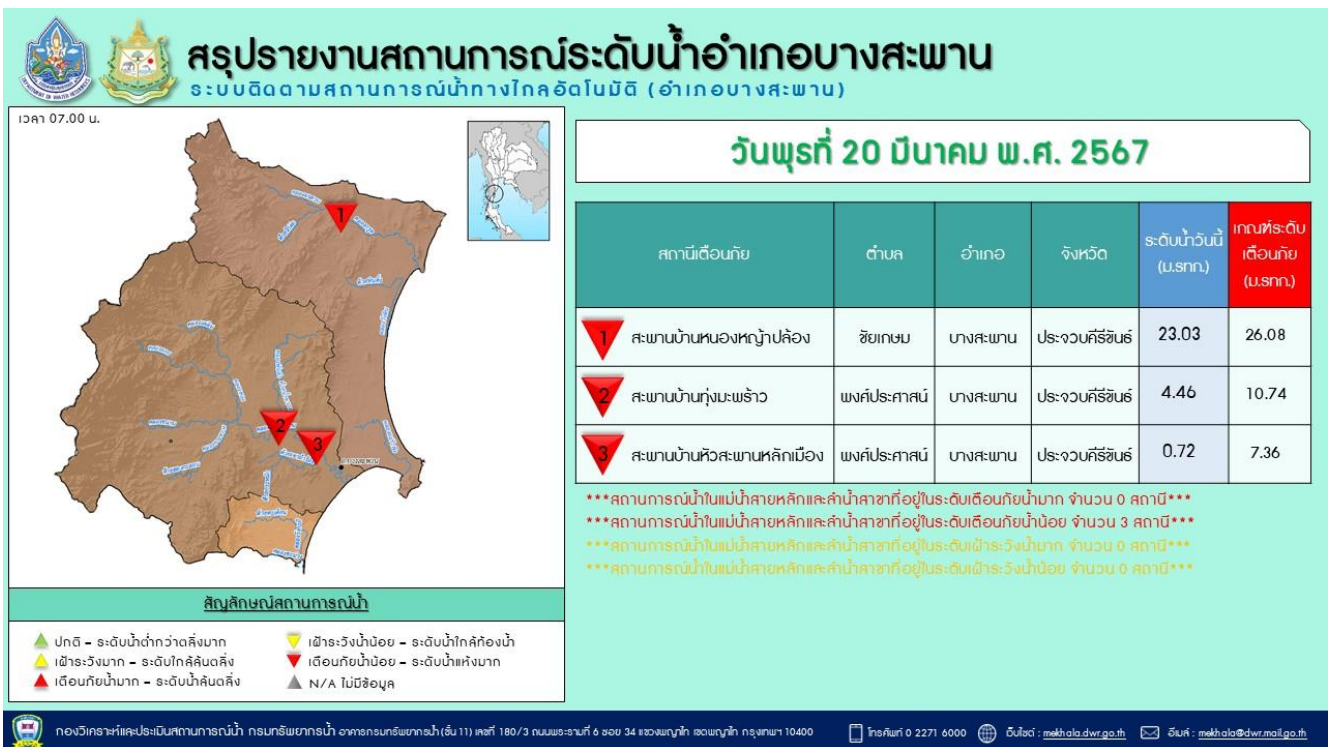 สรุปรายงานสถานการณ์ระดับน้ำอำเภอบางสะพาน
ระบบติดตามสถานการณ์น้ำทางไกลอัตโนมัติ (อำเภอบางสะพาน)
เวลา 07.00 น.
1
2
3
วันพุธที่ 20 มีนาคม พ.ศ. 2567
สถานีเตือนภัย ตำบล อำเภอ จังหวัด ระดับน้ำวันนี้ (ม.รทก.) เกณฑ์ระดับเตือนภัย (ม.รทก.)
1 สะพานบ้านหนองหญ้าปล้อง ชัยเกษม บางสะพาน ประจวบคีรีขันธ์ 23.03 26.08
2 สะพานบ้านทุ่งมะพร้าว พงศ์ประศาสน์ บางสะพาน ประจวบคีรีขันธ์ 4.46 10.74
3 สะพานบ้านหัวสะพานหลักเมือง พงศ์ประศาสน์ บางสะพาน ประจวบคีรีขันธ์ 0.72 7.36
***สถานการณ์น้ำในแม่น้ำสายหลักและลำน้ำสาขาที่อยู่ในระดับเตือนภัยน้ำมาก จำนวน 0 สถานี***
***สถานการณ์น้ำในแม่น้ำสายหลักและลำน้ำสาขาที่อยู่ในระดับเตือนภัยน้ำน้อย จำนวน 3 สถานี***
***สถานการณ์น้ำในแม่น้ำสายหลักและลำน้ำสาขาที่อยู่ในระดับเฝ้าระวังน้ำมาก จำนวน 0 สถานี***
***สถานการณ์น้ำในแม่น้ำสายหลักและลำน้ำสาขาที่อยู่ในระดับเฝ้าระวังน้ำน้อย จำนวน 0 สถานี***
สัญลักษณ์สถานการณ์น้ำ
ปกติ - ระดับน้ำต่ำกว่าตลิ่งมาก
เฝ้าระวังมาก - ระดับใกล้ล้นตลิ่ง
เตือนภัยน้ำมาก - ระดับน้ำล้นตลิ่ง
เฝ้าระวังน้ำน้อย - ระดับน้ำใกล้ท้องน้ำ
เตือนภัยน้ำน้อย - ระดับน้ำแห้งมาก
N/A ไม่มีข้อมูล
กองวิเคราะห์และประเมินสถานการณ์น้ำ กรมทรัพยากรน้ำ อาคารกรมทรัพยากรน้ำ (ชั้น 11) เลขที่ 180/3 ถนนพระรามที่ 6 ซอย 34 แขวงพญาไท เขตพญาไท กรุงเทพฯ 10400 โทรศัพท์ 0 2271 6000 เว็บไซต์ : mekhala.dwr.go.th อีเมล์ : mekhala@dwr.mail.go.th